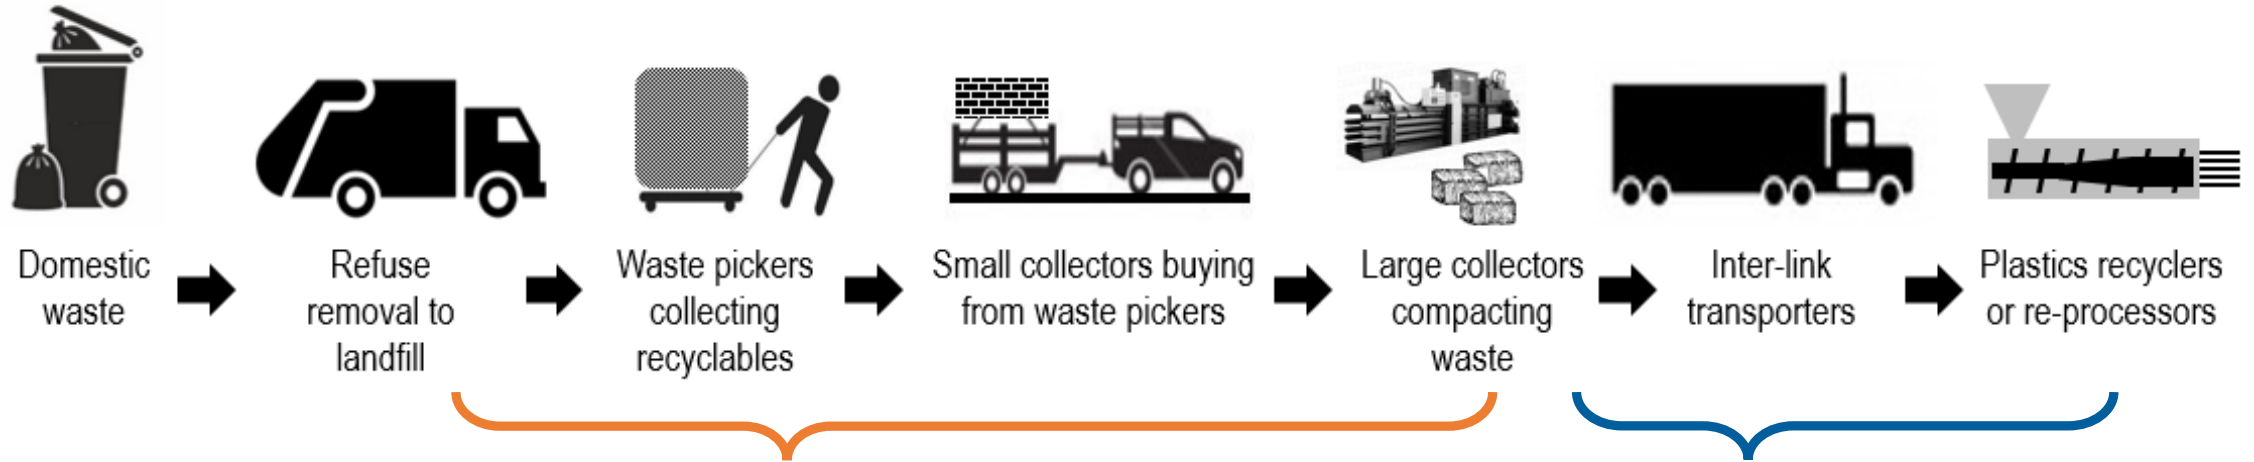 Domestic
waste
Refuse
removal to
landfill
Waste pickers
collecting
recyclables
Small collectors buying
from waste pickers
Large collectors
compacting
waste
Inter-link
transporters
Plastics recyclers
or re-processors